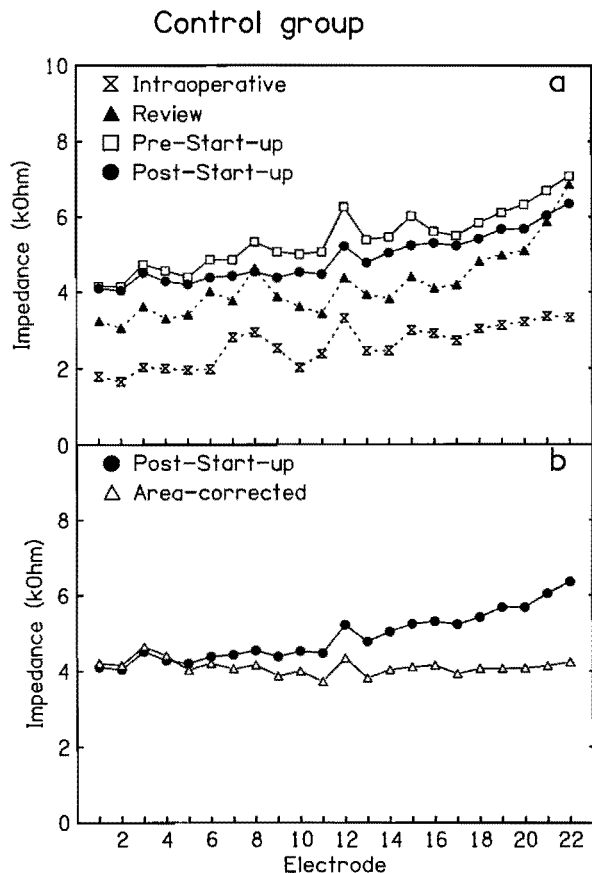 Control group
a
Intraoperative
Review
Pre-Start-up
Post-Start-up
Impedance (kOhm)
10
8
6
4
2
0
b
Post-Start-up
Area-corrected
Impedance (kOhm)
8
6
4
2
0
2 4 6 8 10 12 14 16 18 20 22
Electrode